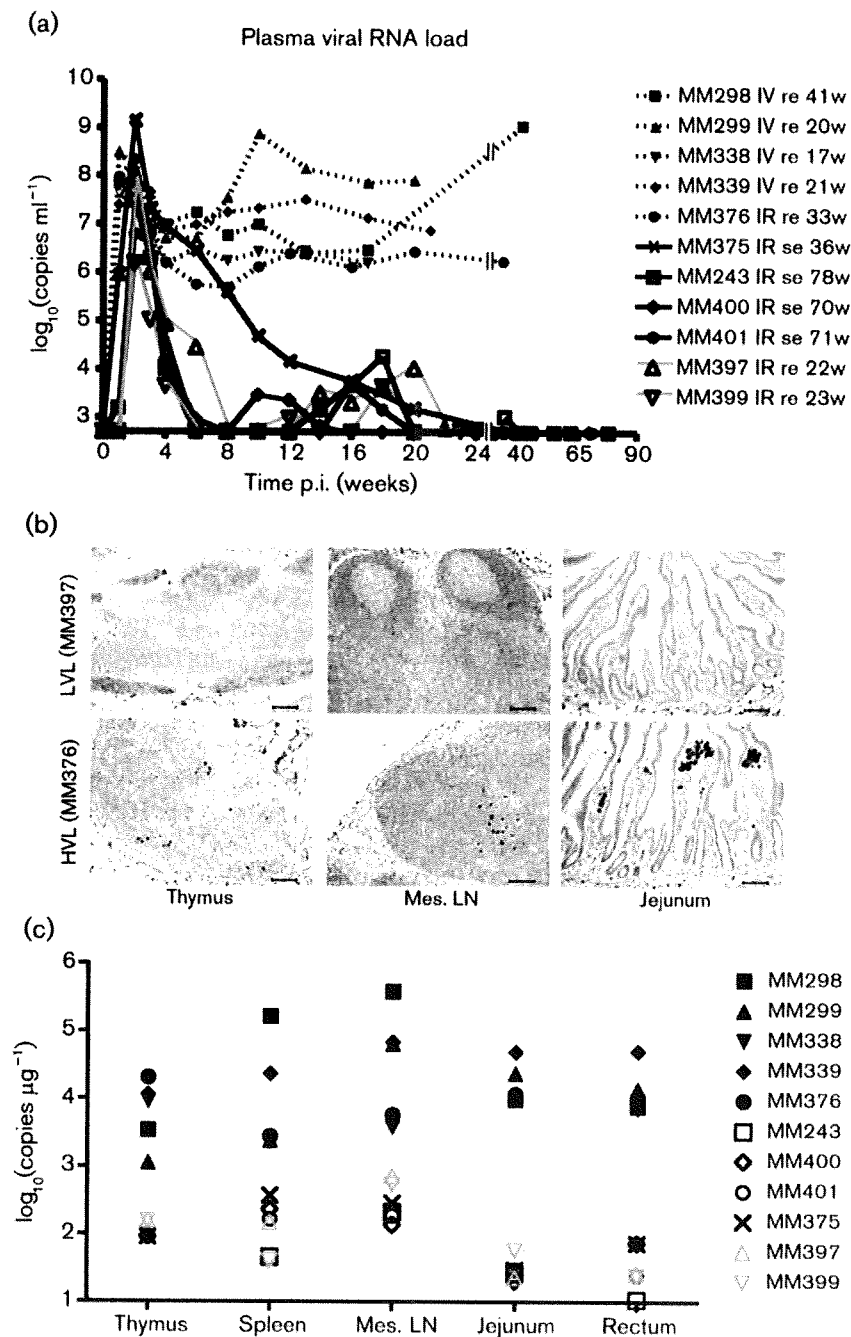 (a)
Plasma viral RNA load
log₁₀(copies ml⁻¹)
10
9
8
7
6
5
4
3
0 4 8 12 16 20 24 40 65 90
Time p.i. (weeks)
MM298 IV re 41w
MM299 IV re 20w
MM338 IV re 17w
MM339 IV re 21w
MM376 IR re 33w
MM375 IR se 36w
MM243 IR se 78w
MM400 IR se 70w
MM401 IR se 71w
MM397 IR re 22w
MM399 IR re 23w
(b)
LVL (MM397)
HVL (MM376)
Thymus Mes. LN Jejunum
(c)
log₁₀(copies µg⁻¹)
6
5
4
3
2
1
Thymus Spleen Mes. LN Jejunum Rectum
MM298
MM299
MM338
MM339
MM376
MM243
MM400
MM401
MM375
MM397
MM399